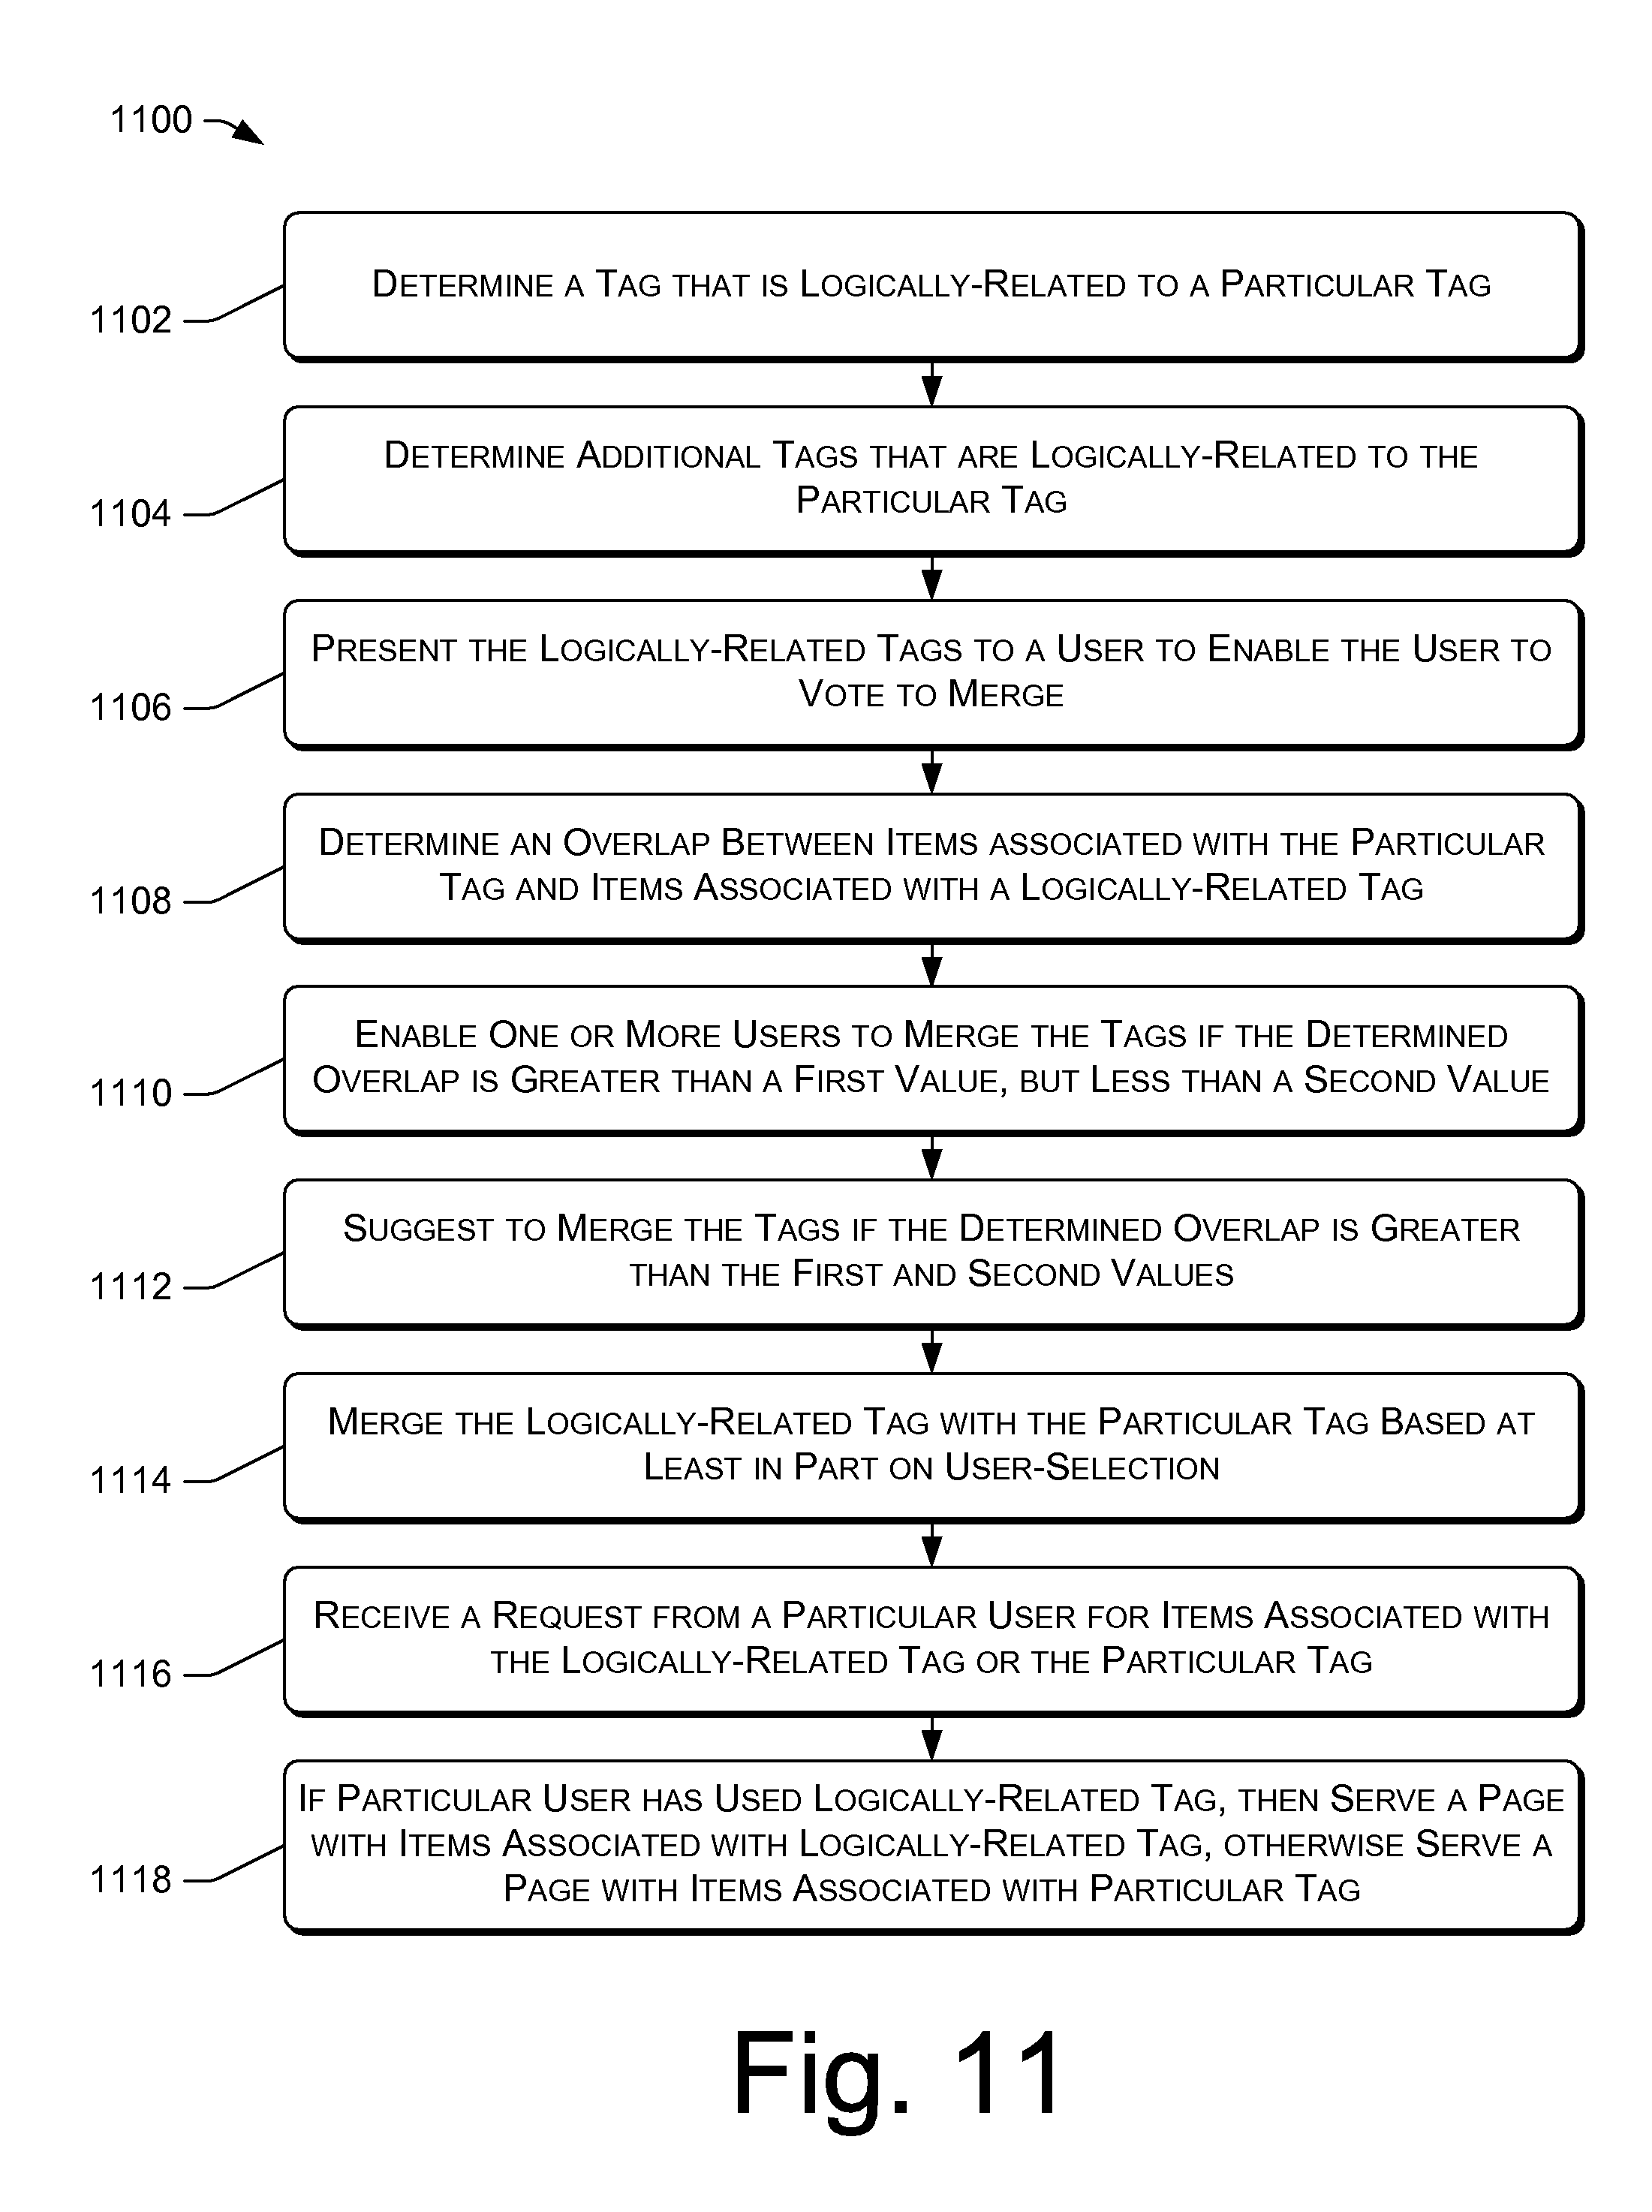 1100
DETERMINE A TAG THAT IS LOGICALLY-RELATED TO A PARTICULAR TAG
1102
DETERMINE ADDITIONAL TAGS THAT ARE LOGICALLY-RELATED TO THE
PARTICULAR TAG
1104
PRESENT THE LOGICALLY-RELATED TAGS TO A USER TO ENABLE THE USER TO
VOTE TO MERGE
1106
DETERMINE AN OVERLAP BETWEEN ITEMS ASSOCIATED WITH THE PARTICULAR
TAG AND ITEMS ASSOCIATED WITH A LOGICALLY-RELATED TAG
1108
ENABLE ONE OR MORE USERS TO MERGE THE TAGS IF THE DETERMINED
OVERLAP IS GREATER THAN A FIRST VALUE, BUT LESS THAN A SECOND VALUE
1110
SUGGEST TO MERGE THE TAGS IF THE DETERMINED OVERLAP IS GREATER
THAN THE FIRST AND SECOND VALUES
1112
MERGE THE LOGICALLY-RELATED TAG WITH THE PARTICULAR TAG BASED AT
LEAST IN PART ON USER-SELECTION
1114
RECEIVE A REQUEST FROM A PARTICULAR USER FOR ITEMS ASSOCIATED WITH
THE LOGICALLY-RELATED TAG OR THE PARTICULAR TAG
1116
IF PARTICULAR USER HAS USED LOGICALLY-RELATED TAG, THEN SERVE A PAGE
WITH ITEMS ASSOCIATED WITH LOGICALLY-RELATED TAG, OTHERWISE SERVE A
PAGE WITH ITEMS ASSOCIATED WITH PARTICULAR TAG
1118
Fig. 11